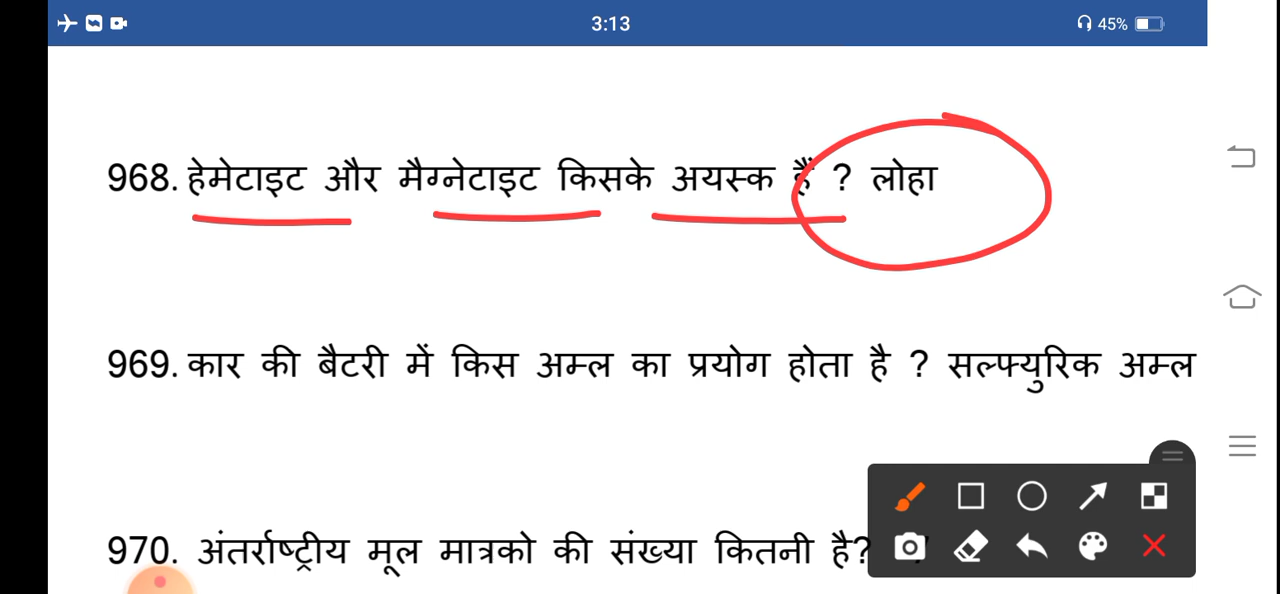 3:13
45%
968. हेमेटाइट और मैग्नेटाइट किसके अयस्क हैं ? लोहा
969. कार की बैटरी में किस अम्ल का प्रयोग होता है ? सल्फ्युरिक अम्ल
970. अंतर्राष्ट्रीय मूल मात्रको की संख्या कितनी है?